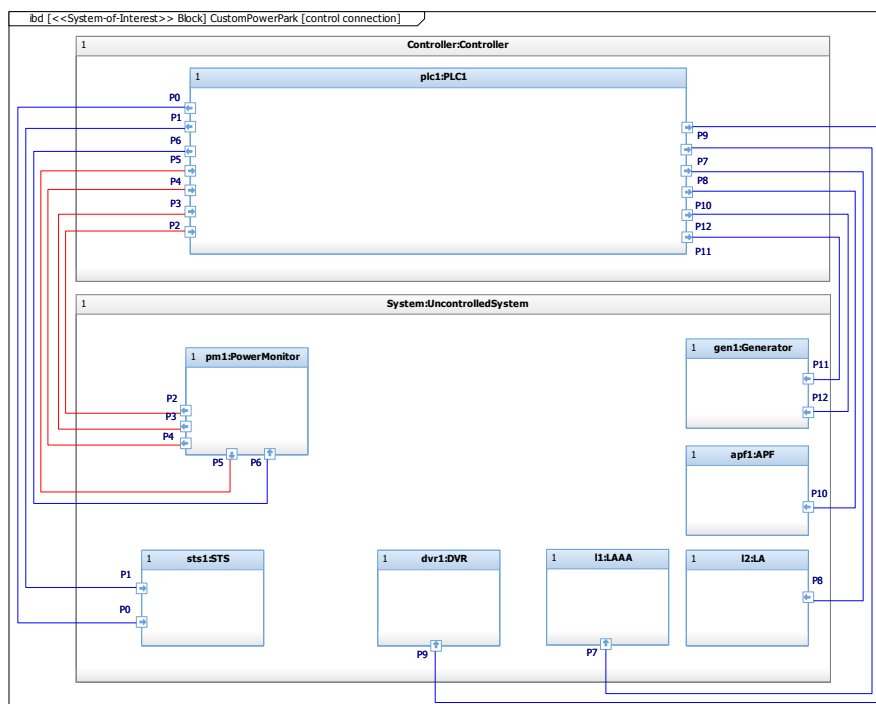 ibd [<<System-of-Interest>> Block] CustomPowerPark [control connection]
1 Controller:Controller
1 plc1:PLC1
P0
P1
P6
P5
P4
P3
P2
P9
P7
P8
P10
P12
P11
1 System:UncontrolledSystem
1 pm1:PowerMonitor
P2
P3
P4
P5
P6
1 gen1:Generator
P11
P12
1 apf1:APF
P10
1 sts1:STS
P1
P0
1 dvr1:DVR
P9
1 l1:LAAA
P7
1 l2:LA
P8